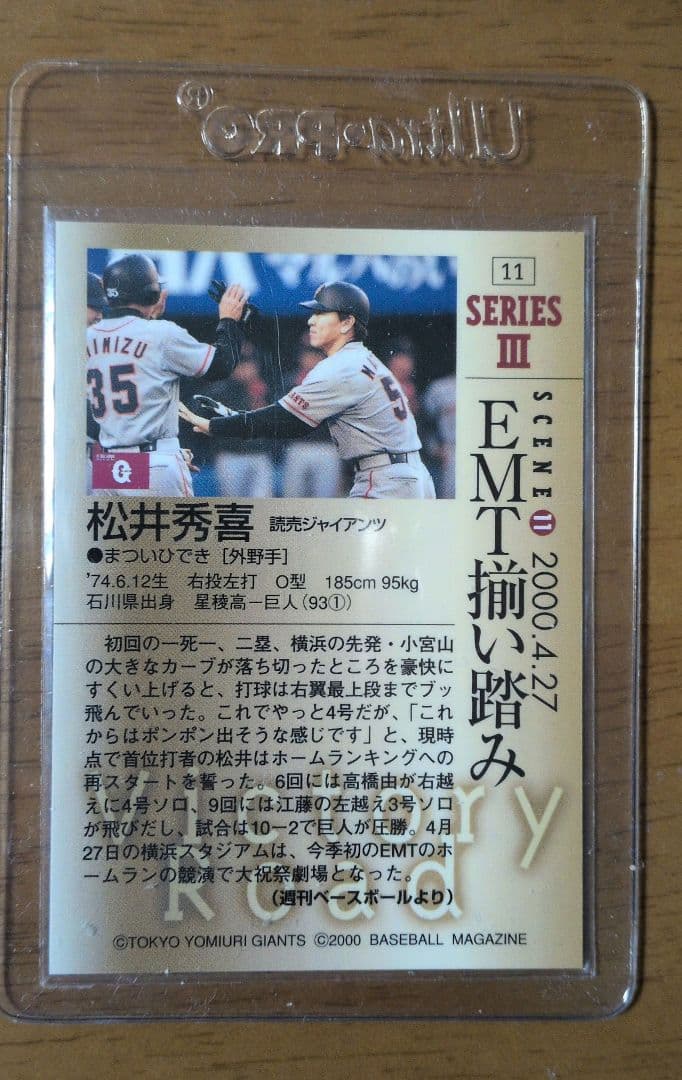 Ultra-PRO®
11
SERIES
III
SCENE 11 2000.4.27
EMT揃い踏み
35
IMIZU
35
5
G
松井秀喜 読売ジャイアンツ
●まついひでき [外野手]
'74.6.12生 右投左打 O型 185cm 95kg
石川県出身 星稜高－巨人(93①)
初回の一死一、二塁、横浜の先発・小宮山
の大きなカーブが落ち切ったところを豪快に
すくい上げると、打球は右翼最上段までブッ
飛んでいった。これでやっと4号だが、「これ
からはポンポン出そうな感じです」と、現時
点で首位打者の松井はホームランキングへの
再スタートを誓った。6回には高橋由が右越
えに4号ソロ、9回には江藤の左越え3号ソロ
が飛びだし、試合は10－2で巨人が圧勝。4月
27日の横浜スタジアムは、今季初のEMTのホ
ームランの競演で大祝祭劇場となった。
(週刊ベースボールより)
Victory
Road
©TOKYO YOMIURI GIANTS ©2000 BASEBALL MAGAZINE